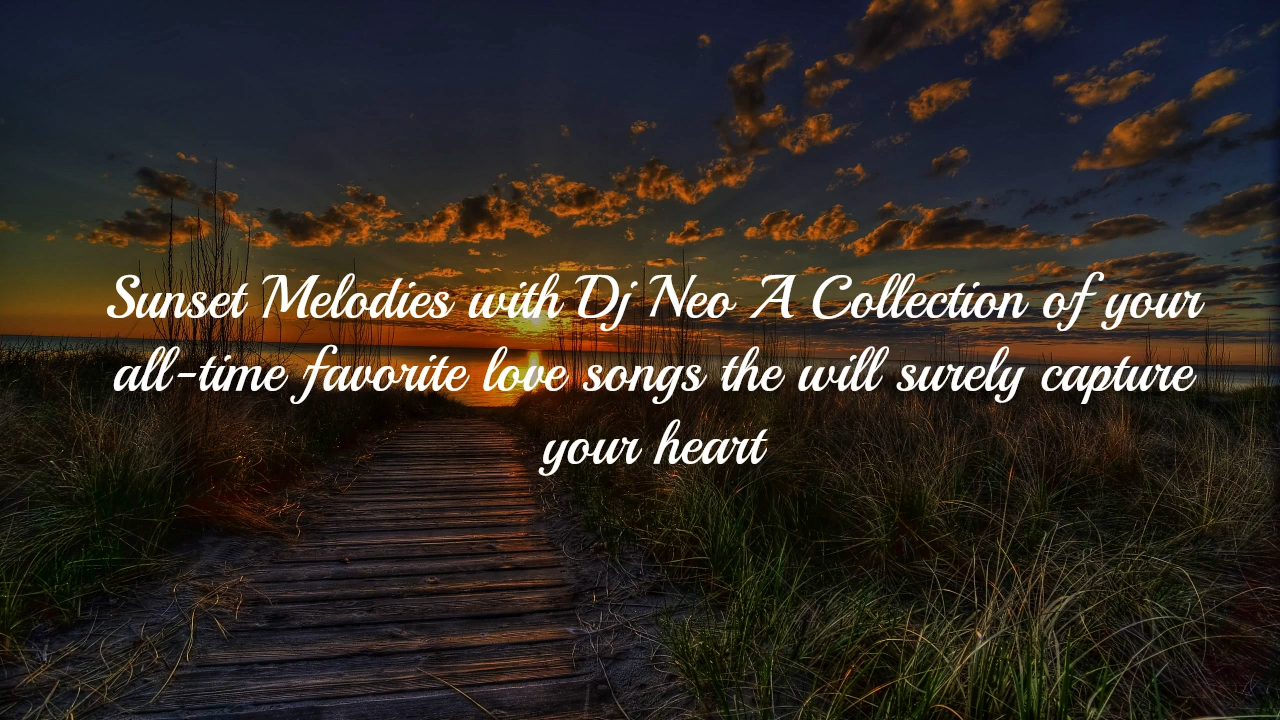 Sunset Melodies with Dj Neo A Collection of your
all-time favorite love songs the will surely capture
your heart